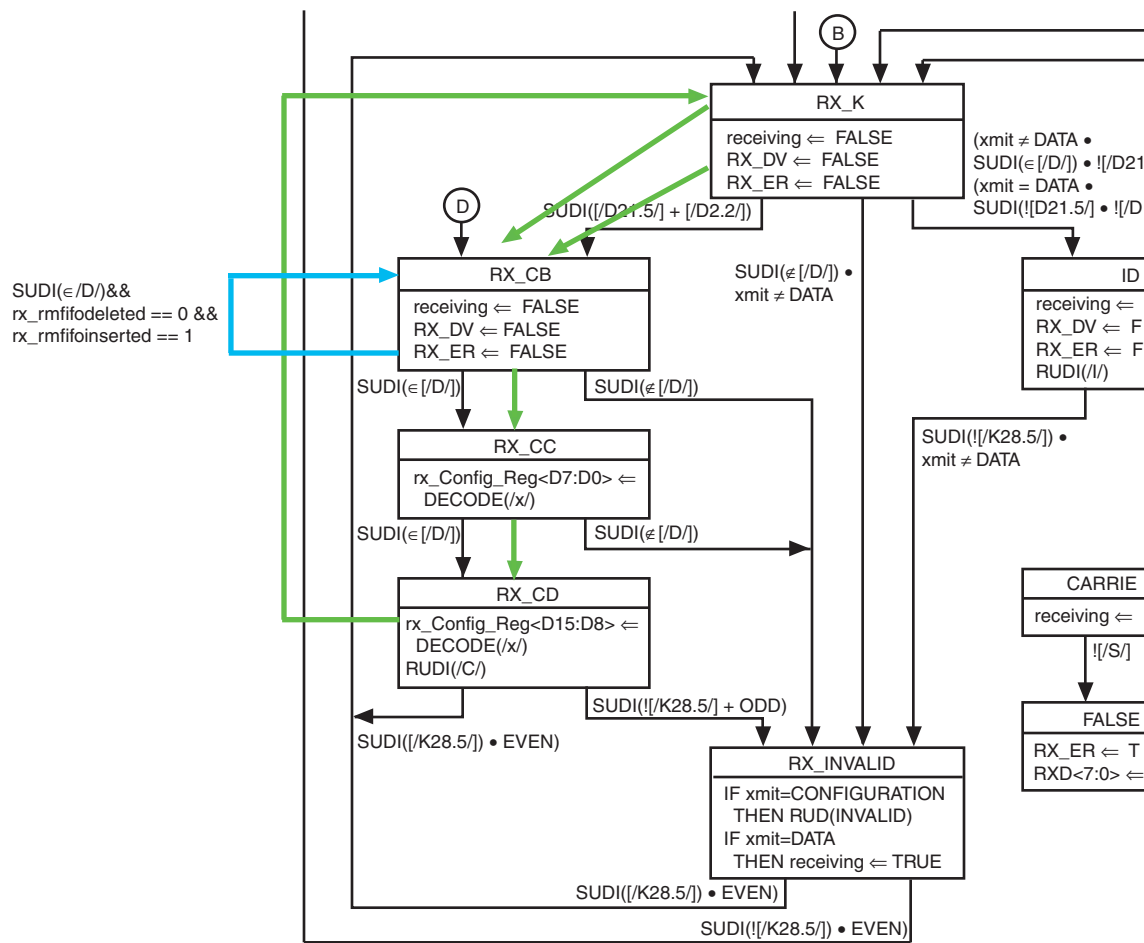 B
RX_K
receiving ⇐ FALSE
RX_DV ⇐ FALSE
RX_ER ⇐ FALSE
(xmit ≠ DATA •
SUDI(∈[/D/]) • ![/D21
(xmit = DATA •
SUDI(![D21.5/] • ![/D
D
SUDI([/D21.5/] + [/D2.2/])
RX_CB
receiving ⇐ FALSE
RX_DV ⇐ FALSE
RX_ER ⇐ FALSE
SUDI(∉[/D/]) •
xmit ≠ DATA
ID
receiving ⇐
RX_DV ⇐ F
RX_ER ⇐ F
RUDI(/I/)
SUDI(∈/D/)&&
rx_rmfifodeleted == 0 &&
rx_rmfifoinserted == 1
SUDI(∈[/D/])
SUDI(∉[/D/])
RX_CC
rx_Config_Reg<D7:D0> ⇐
DECODE(/x/)
SUDI(![/K28.5/]) •
xmit ≠ DATA
SUDI(∈[/D/])
SUDI(∉[/D/])
RX_CD
rx_Config_Reg<D15:D8> ⇐
DECODE(/x/)
RUDI(/C/)
CARRIE
receiving ⇐
![/S/]
SUDI(![/K28.5/] + ODD)
SUDI([/K28.5/]) • EVEN)
FALSE
RX_ER ⇐ T
RXD<7:0> ⇐
RX_INVALID
IF xmit=CONFIGURATION
THEN RUD(INVALID)
IF xmit=DATA
THEN receiving ⇐ TRUE
SUDI([/K28.5/]) • EVEN)
SUDI(![/K28.5/]) • EVEN)